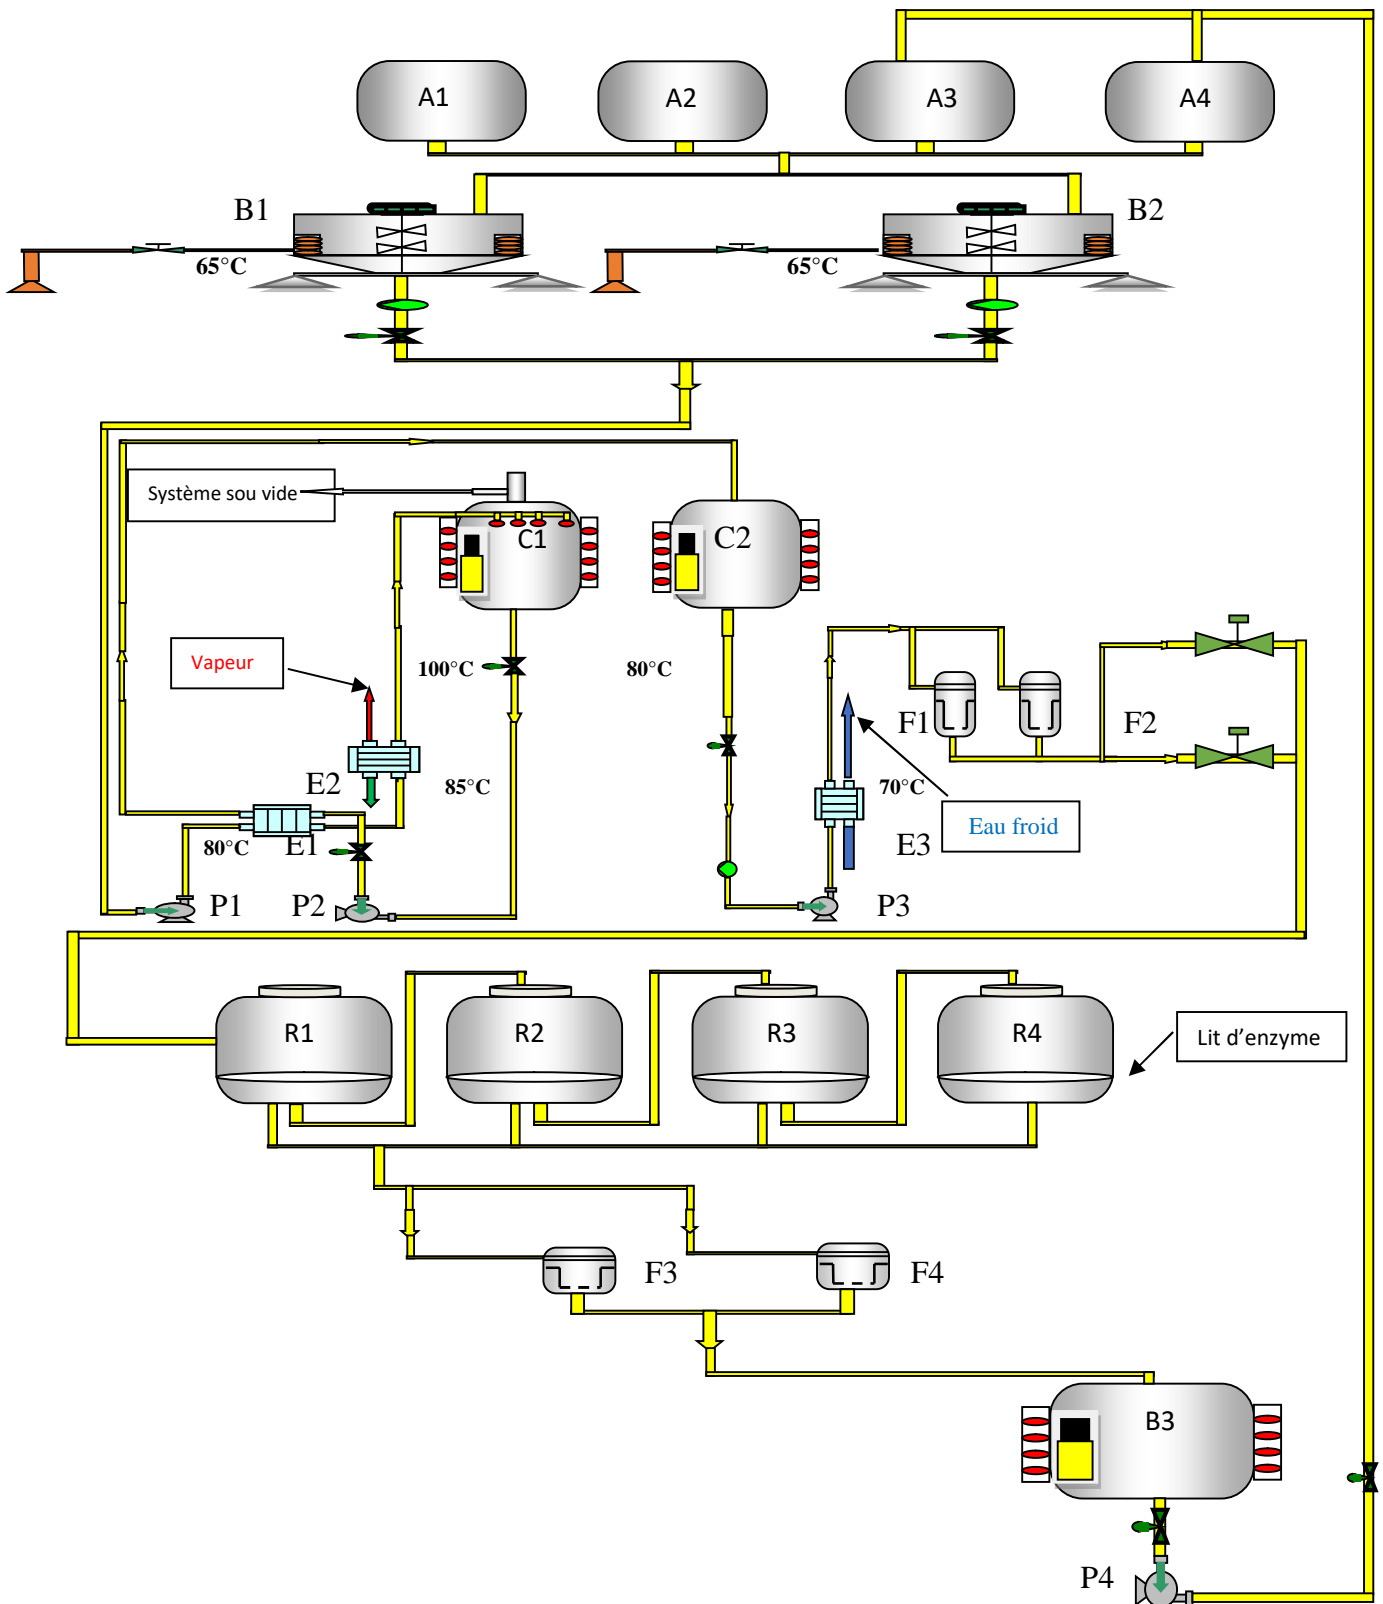 A1
A2
A3
A4
B1
B2
65°C
65°C
Système sou vide
C1
C2
Vapeur
100°C
80°C
F1
F2
E2
85°C
70°C
Eau froid
80°C
E1
E3
P1
P2
P3
R1
R2
R3
R4
Lit d’enzyme
F3
F4
B3
P4